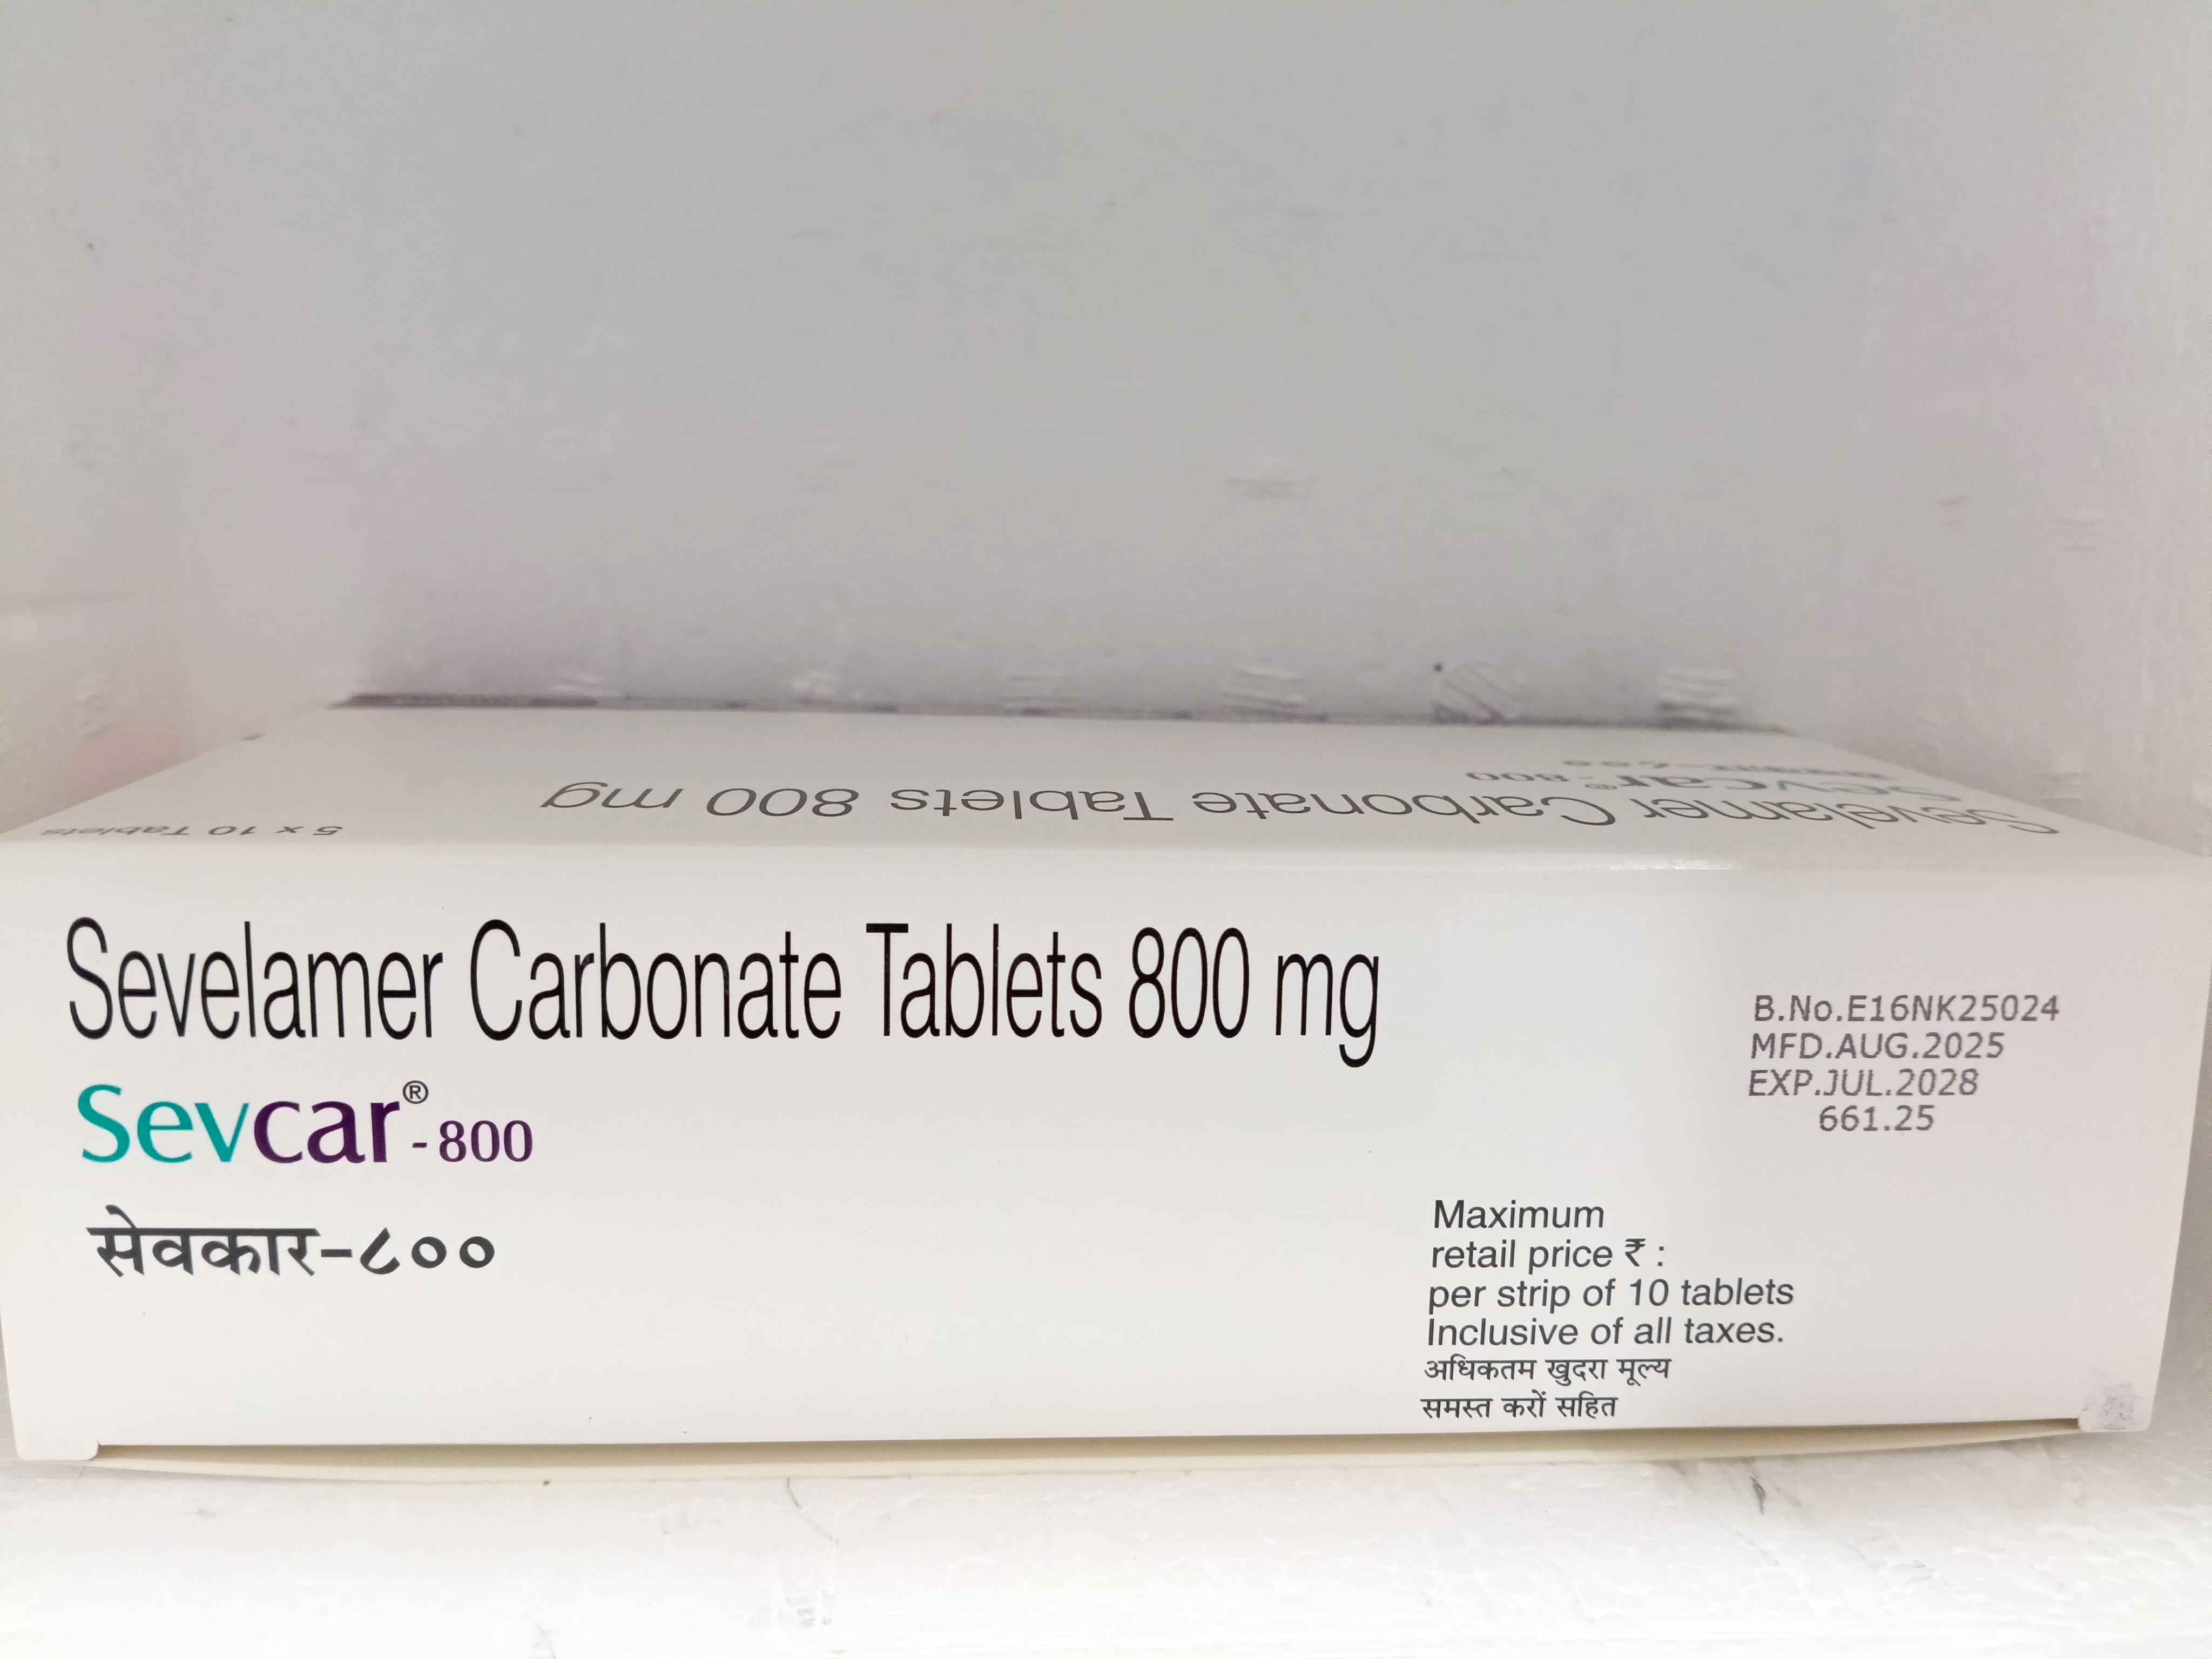 Sevelamer Carbonate Tablets 800 mg
Sevcar®-800
5 x 10 Tablets
Sevelamer Carbonate Tablets 800 mg
Sevcar®-800
सेवकार-८००
B.No.E16NK25024
MFD.AUG.2025
EXP.JUL.2028
661.25
Maximum
retail price ₹ :
per strip of 10 tablets
Inclusive of all taxes.
अधिकतम खुदरा मूल्य
समस्त करों सहित